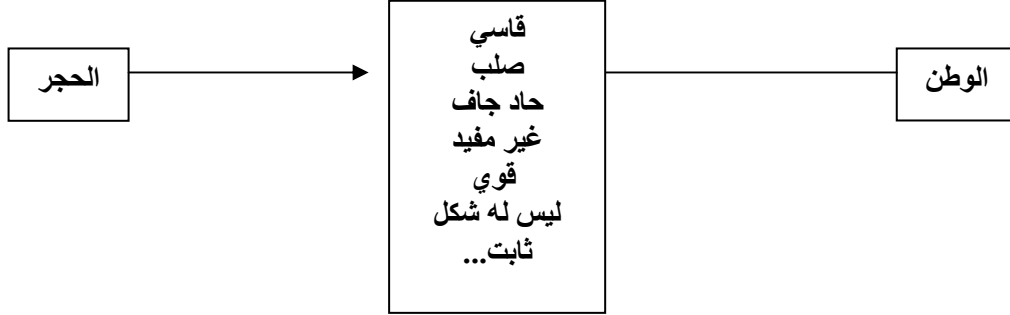 الوطن
قاسي
صلب
حاد جاف
غير مفيد
قوي
ليس له شكل
ثابت...
الحجر